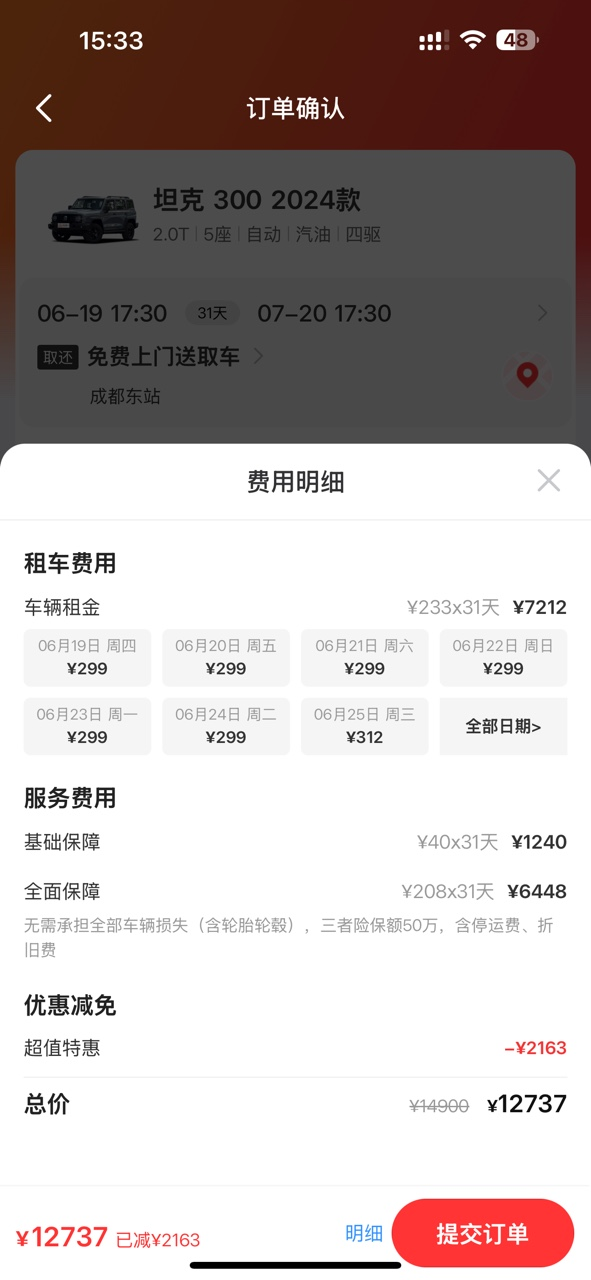 15:33
48
订单确认
坦克 300 2024款
2.0T | 5座 | 自动 | 汽油 | 四驱
06-19 17:30 31天 07-20 17:30
取还 免费上门送取车
成都东站
费用明细
租车费用
车辆租金 ¥233x31天 ¥7212
06月19日 周四 06月20日 周五 06月21日 周六 06月22日 周日
¥299 ¥299 ¥299 ¥299
06月23日 周一 06月24日 周二 06月25日 周三 全部日期>
¥299 ¥299 ¥312
服务费用
基础保障 ¥40x31天 ¥1240
全面保障 ¥208x31天 ¥6448
无需承担全部车辆损失（含轮胎轮毂），三者险保额50万，含停运费、折
旧费
优惠减免
超值特惠 -¥2163
总价 ¥14900 ¥12737
¥12737 已减¥2163 明细 提交订单